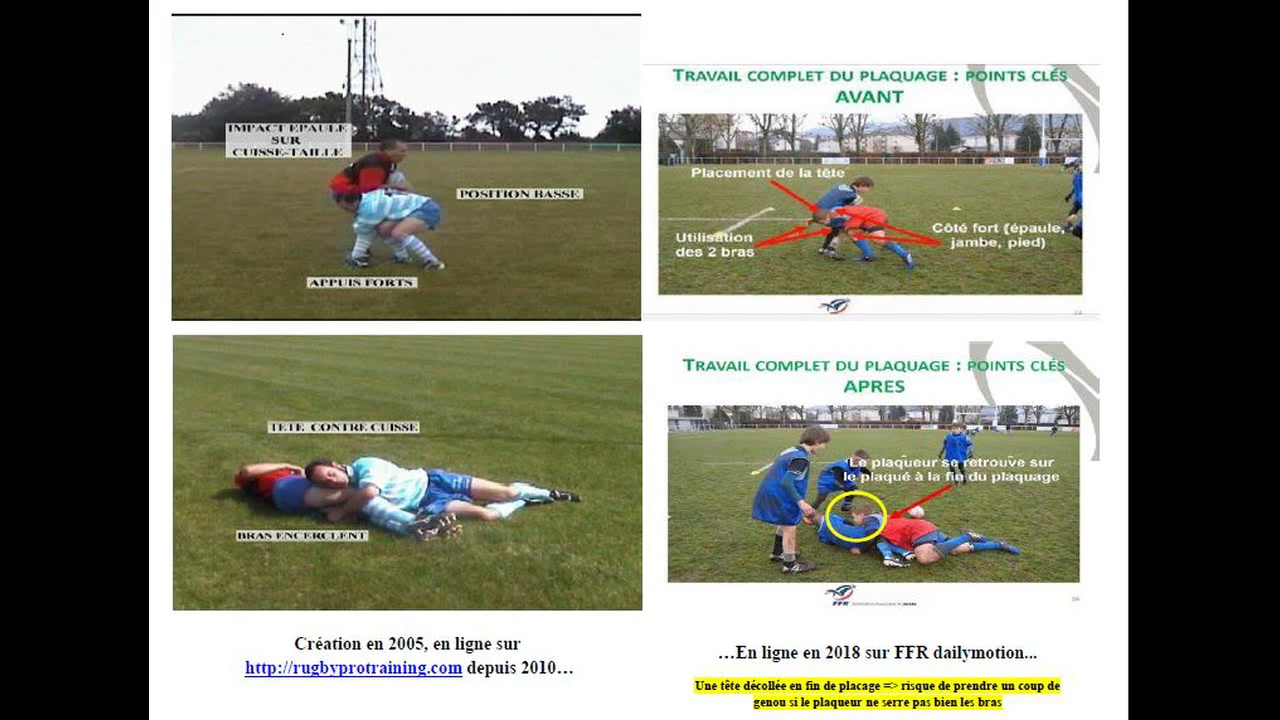 IMPACT EPAULE
SUR
CUISSE-TAILLE
POSITION BASSE
APPUIS FORTS
TRAVAIL COMPLET DU PLAQUAGE : POINTS CLÉS
AVANT
Placement de la tête
Utilisation
des 2 bras
Côté fort (épaule,
jambe, pied)
TETE CONTRE CUISSE
BRAS ENCERCLENT
TRAVAIL COMPLET DU PLAQUAGE : POINTS CLÉS
APRES
Le plaqueur se retrouve sur
le plaqué à la fin du plaquage
FFR
Création en 2005, en ligne sur
http://rugbyprotraining.com depuis 2010…
…En ligne en 2018 sur FFR dailymotion...
Une tête décollée en fin de placage => risque de prendre un coup de
genou si le plaqueur ne serre pas bien les bras